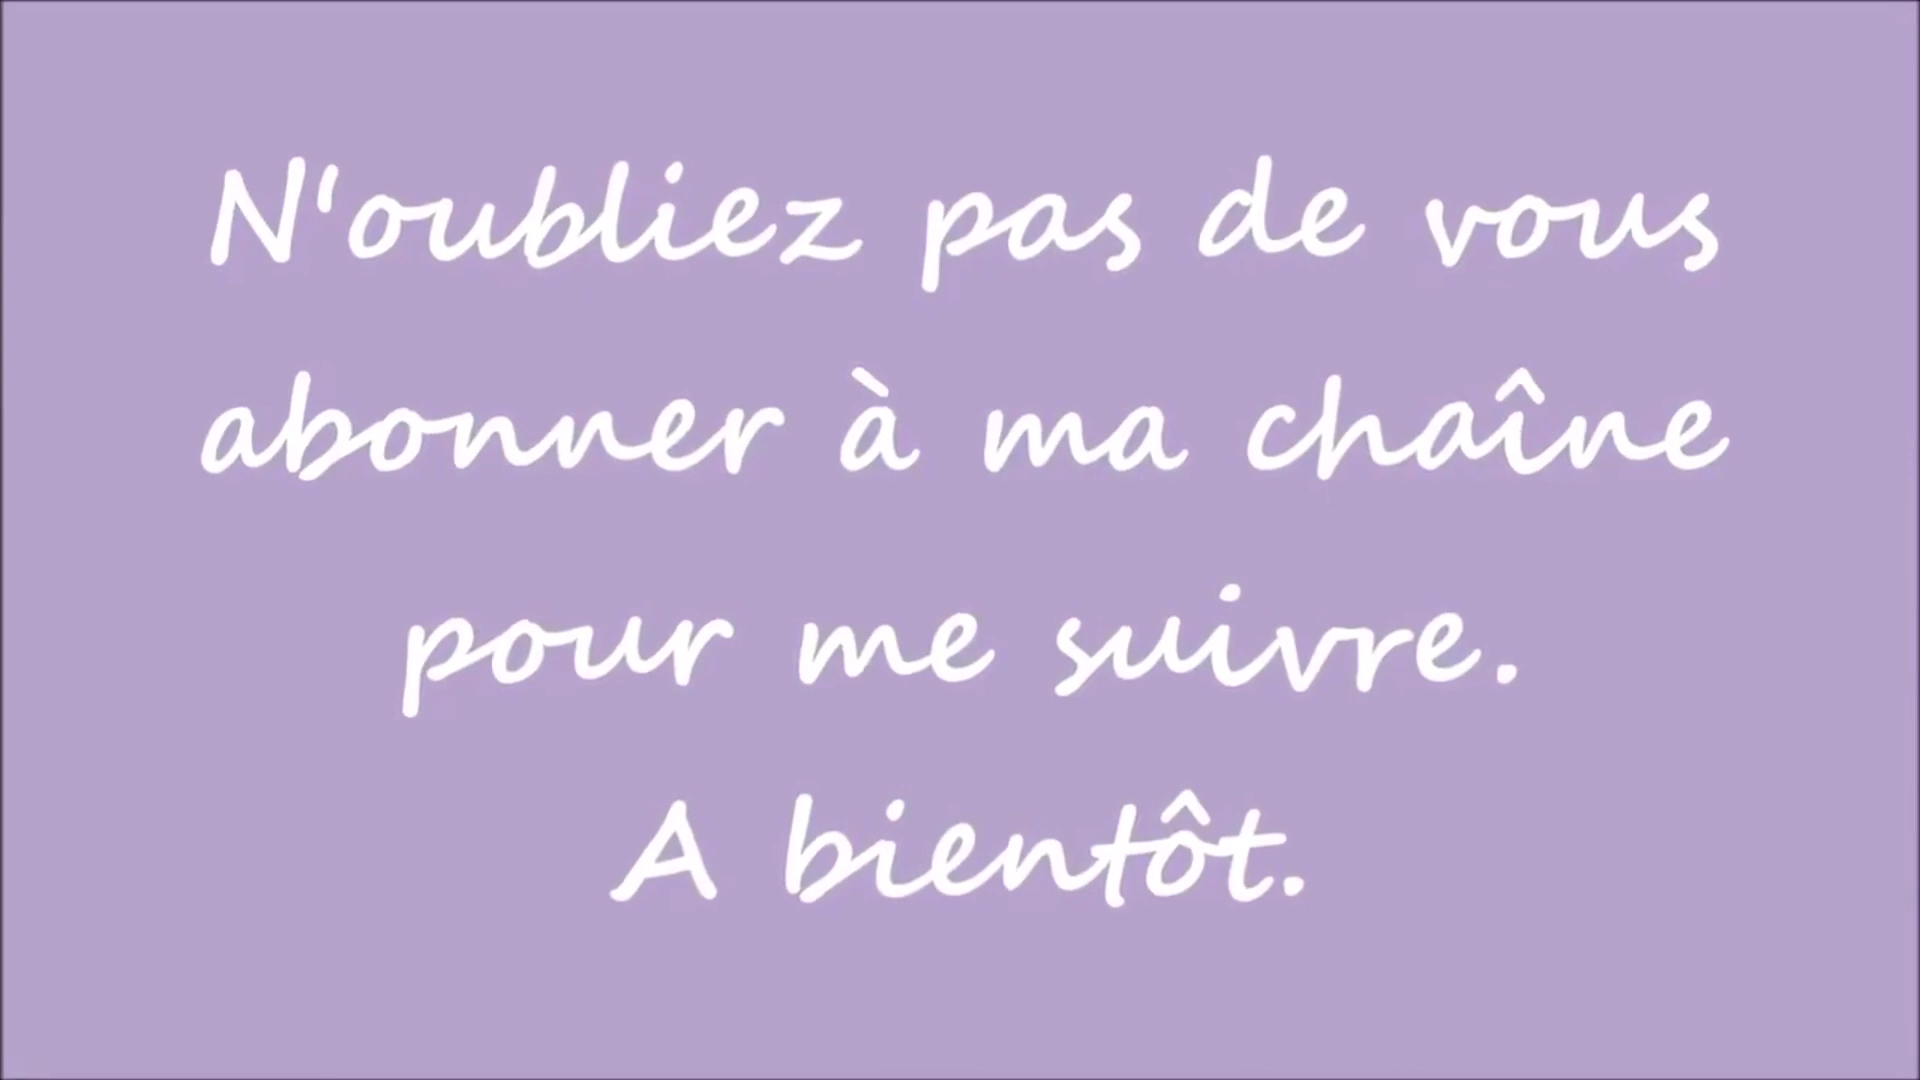 N'oubliez pas de vous
abonner à ma chaîne
pour me suivre.
A bientôt.